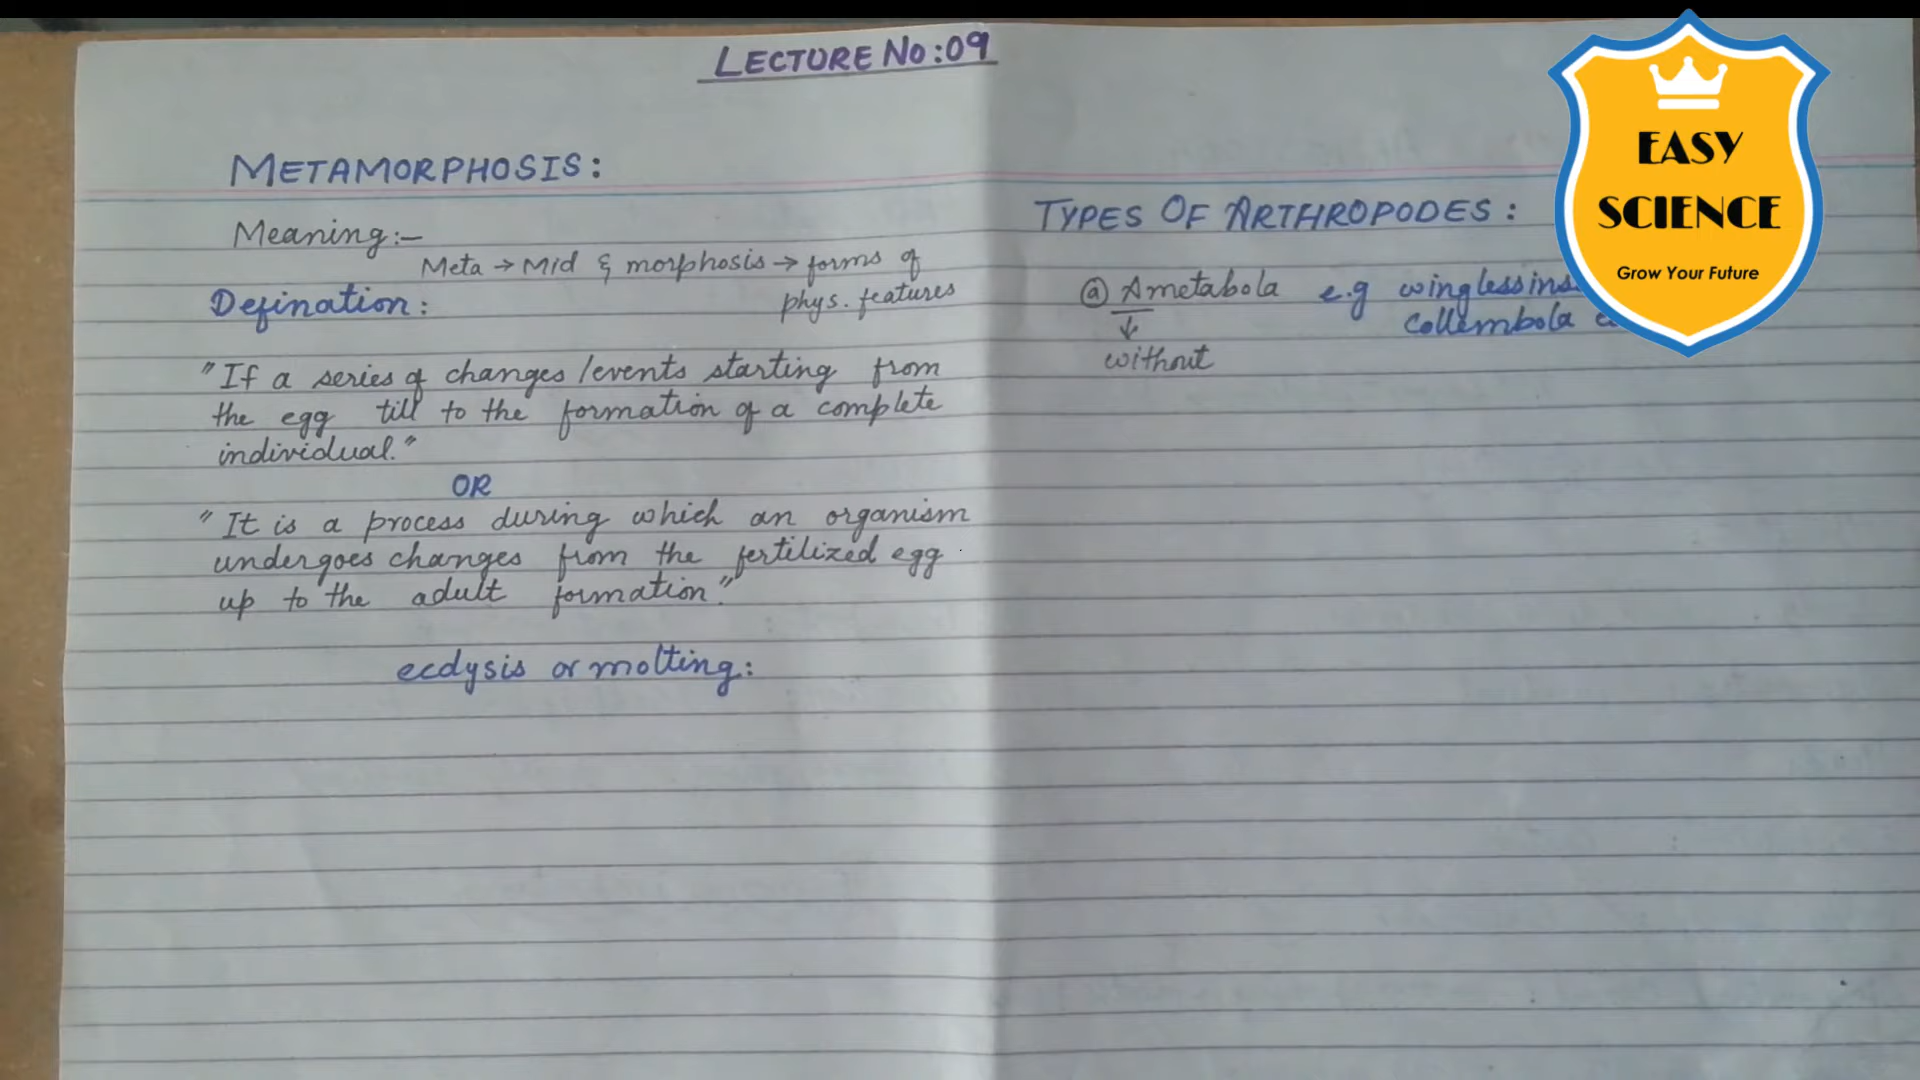 LECTURE No:09
METAMORPHOSIS:
Meaning:-
Meta → Mid & morphosis → forms of
phys. features
Defination:
"If a series of changes /events starting from
the egg till to the formation of a complete
individual."
OR
"It is a process during which an organism
undergoes changes from the fertilized egg
up to the adult formation"
ecdysis or molting:
TYPES OF ARTHROPODES:
(a) Ametabola e.g wingless
collembola
↓
without
EASY
SCIENCE
Grow Your Future